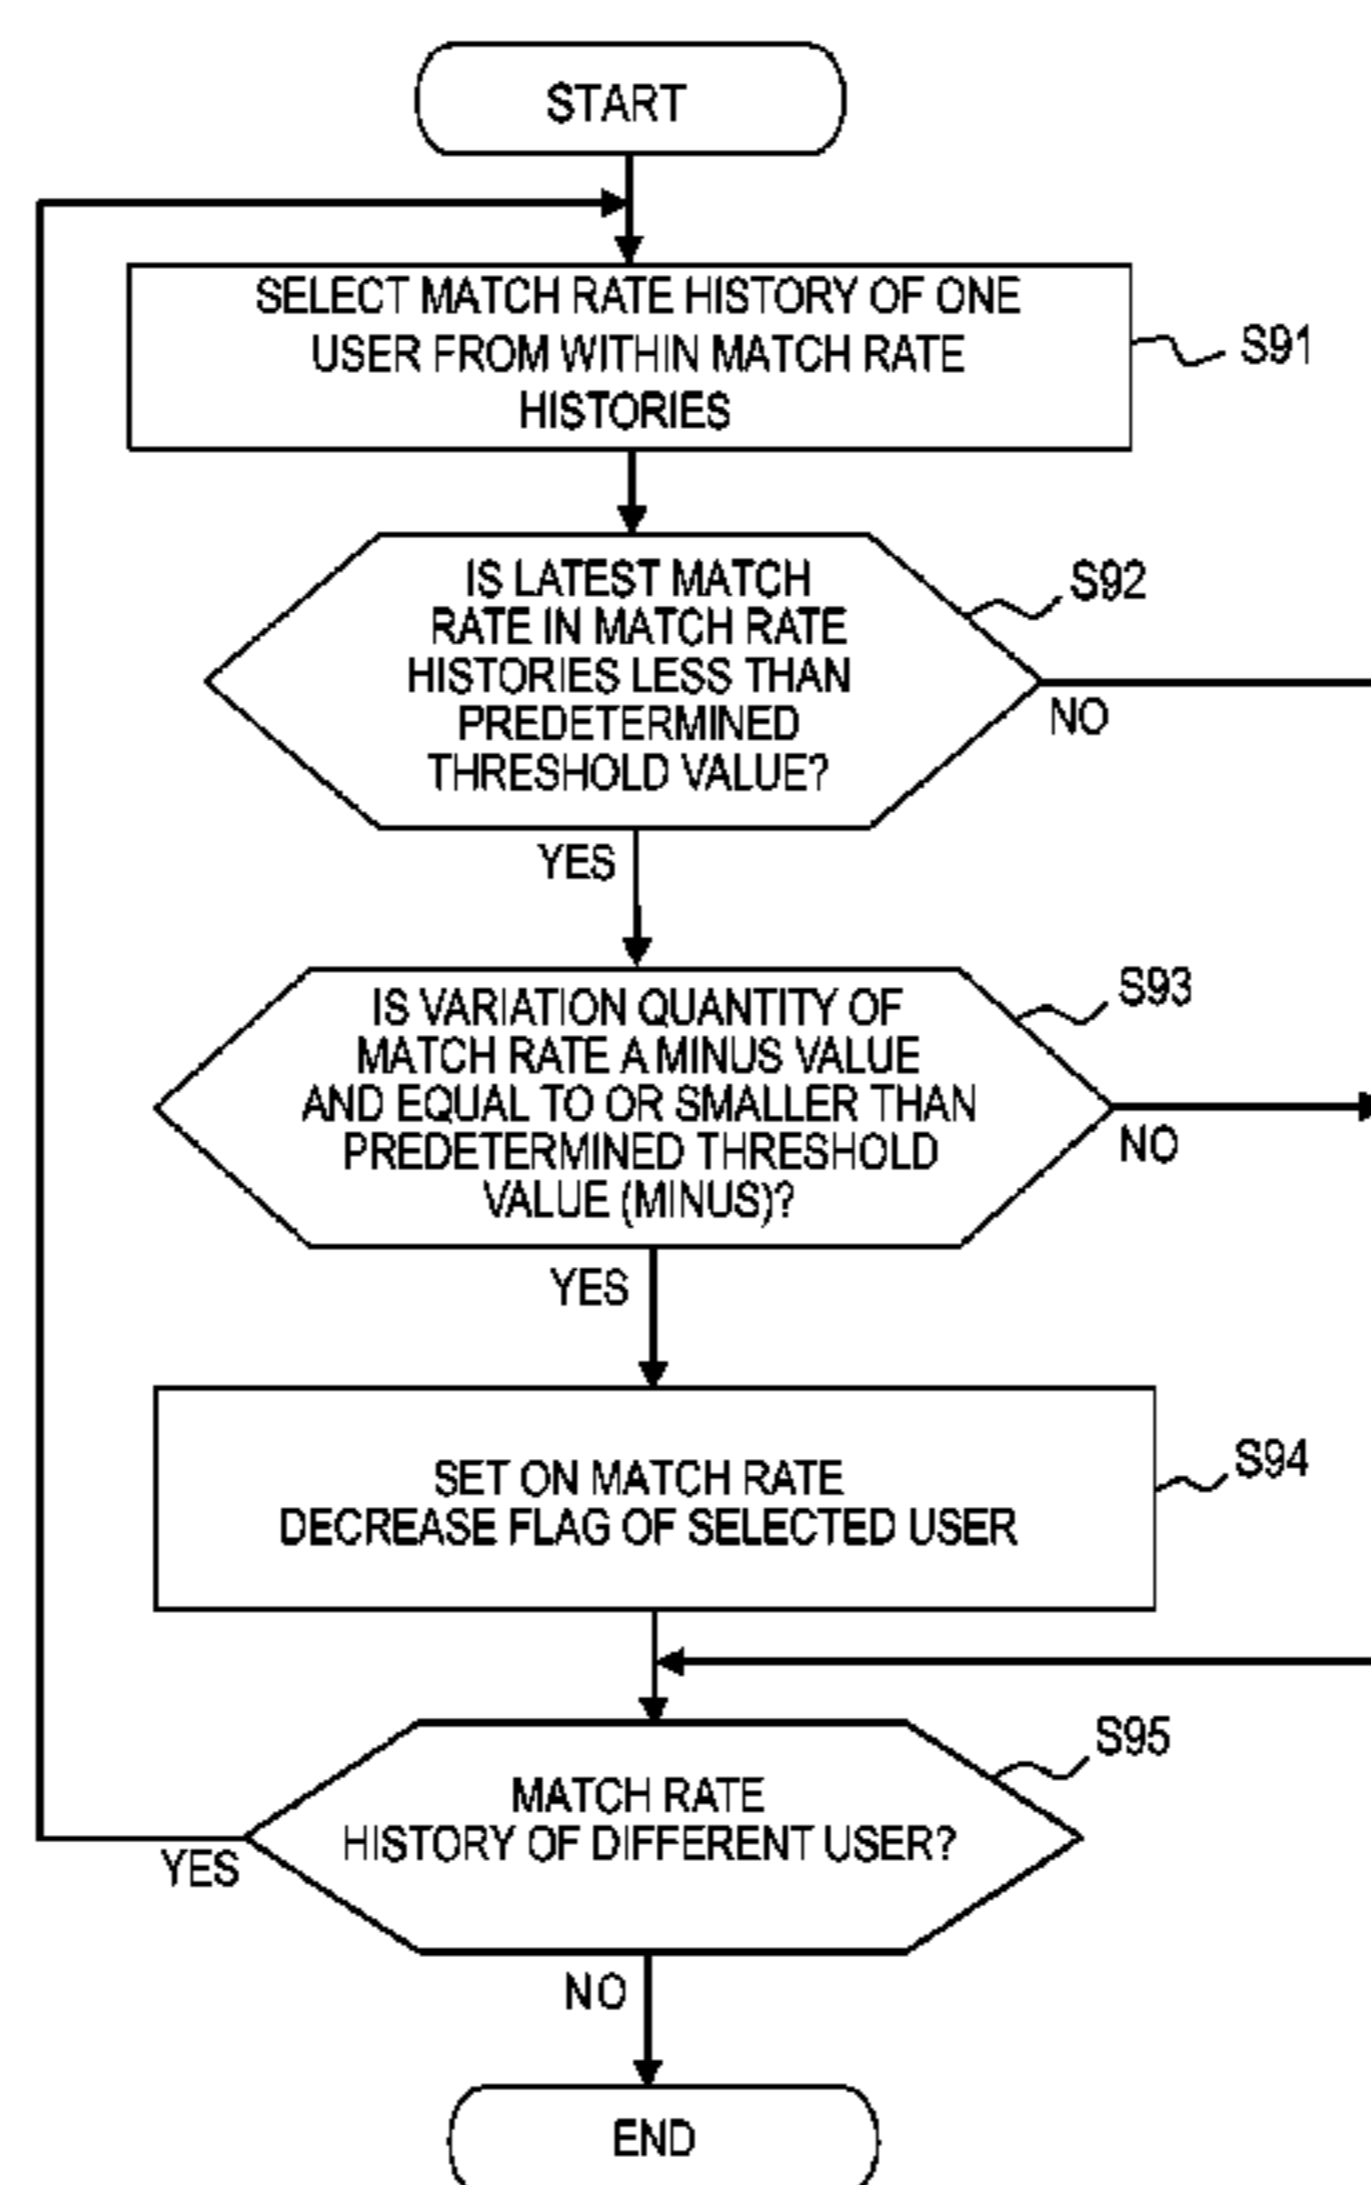 START
SELECT MATCH RATE HISTORY OF ONE
USER FROM WITHIN MATCH RATE
HISTORIES
S91
IS LATEST MATCH
RATE IN MATCH RATE
HISTORIES LESS THAN
PREDETERMINED
THRESHOLD VALUE?
S92
NO
YES
IS VARIATION QUANTITY OF
MATCH RATE A MINUS VALUE
AND EQUAL TO OR SMALLER THAN
PREDETERMINED THRESHOLD
VALUE (MINUS)?
S93
NO
YES
SET ON MATCH RATE
DECREASE FLAG OF SELECTED USER
S94
MATCH RATE
HISTORY OF DIFFERENT USER?
S95
YES
NO
END